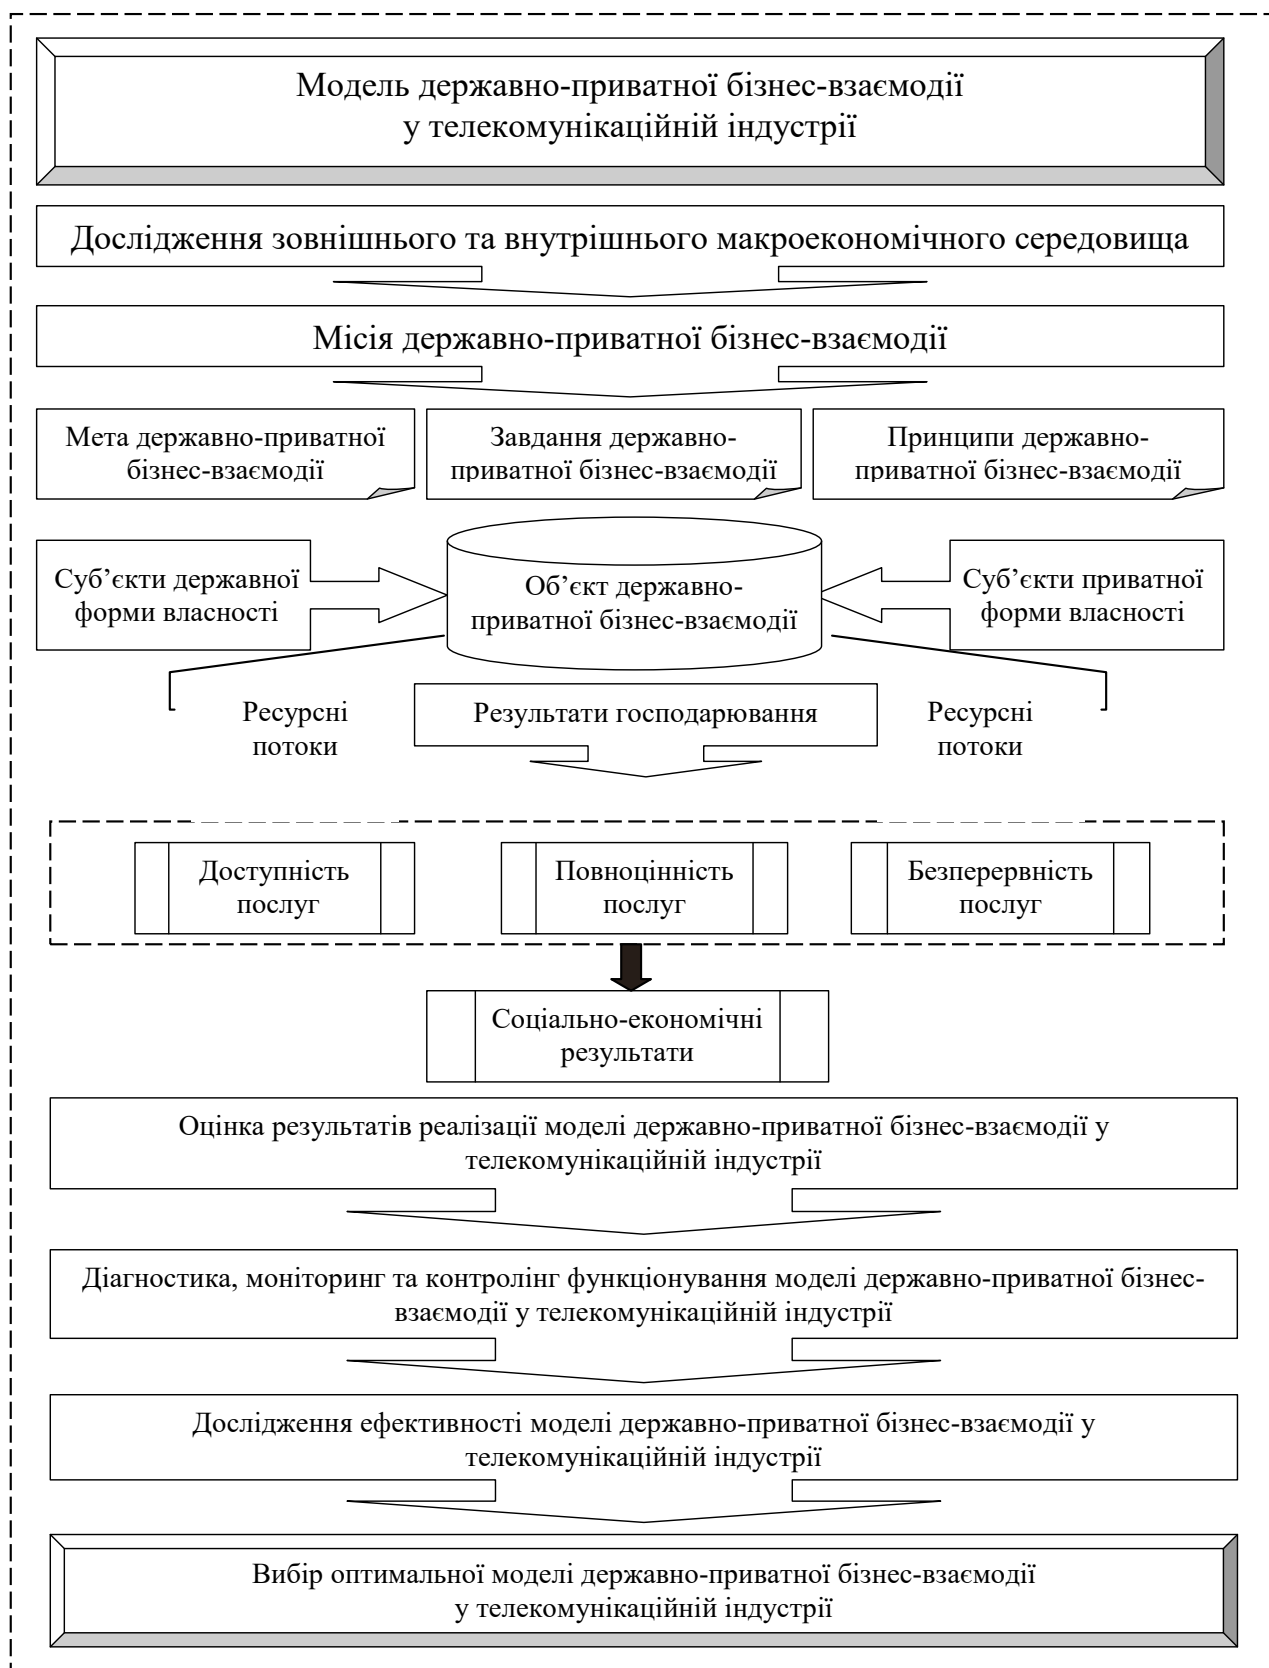 Модель державно-приватної бізнес-взаємодії
у телекомунікаційній індустрії
Дослідження зовнішнього та внутрішнього макроекономічного середовища
Місія державно-приватної бізнес-взаємодії
Мета державно-приватної
бізнес-взаємодії
Завдання державно-
приватної бізнес-взаємодії
Принципи державно-
приватної бізнес-взаємодії
Суб’єкти державної
форми власності
Об’єкт державно-
приватної бізнес-взаємодії
Суб’єкти приватної
форми власності
Ресурсні
потоки
Результати господарювання
Ресурсні
потоки
Доступність
послуг
Повноцінність
послуг
Безперервність
послуг
Соціально-економічні
результати
Оцінка результатів реалізації моделі державно-приватної бізнес-взаємодії у
телекомунікаційній індустрії
Діагностика, моніторинг та контролінг функціонування моделі державно-приватної бізнес-
взаємодії у телекомунікаційній індустрії
Дослідження ефективності моделі державно-приватної бізнес-взаємодії у
телекомунікаційній індустрії
Вибір оптимальної моделі державно-приватної бізнес-взаємодії
у телекомунікаційній індустрії